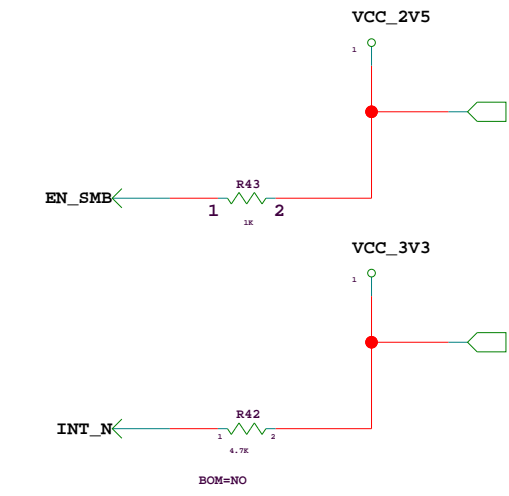 VCC_2V5
1
R43
EN_SMB
1 2
1K
VCC_3V3
1
R42
INT_N
1 2
4.7K
BOM=NO